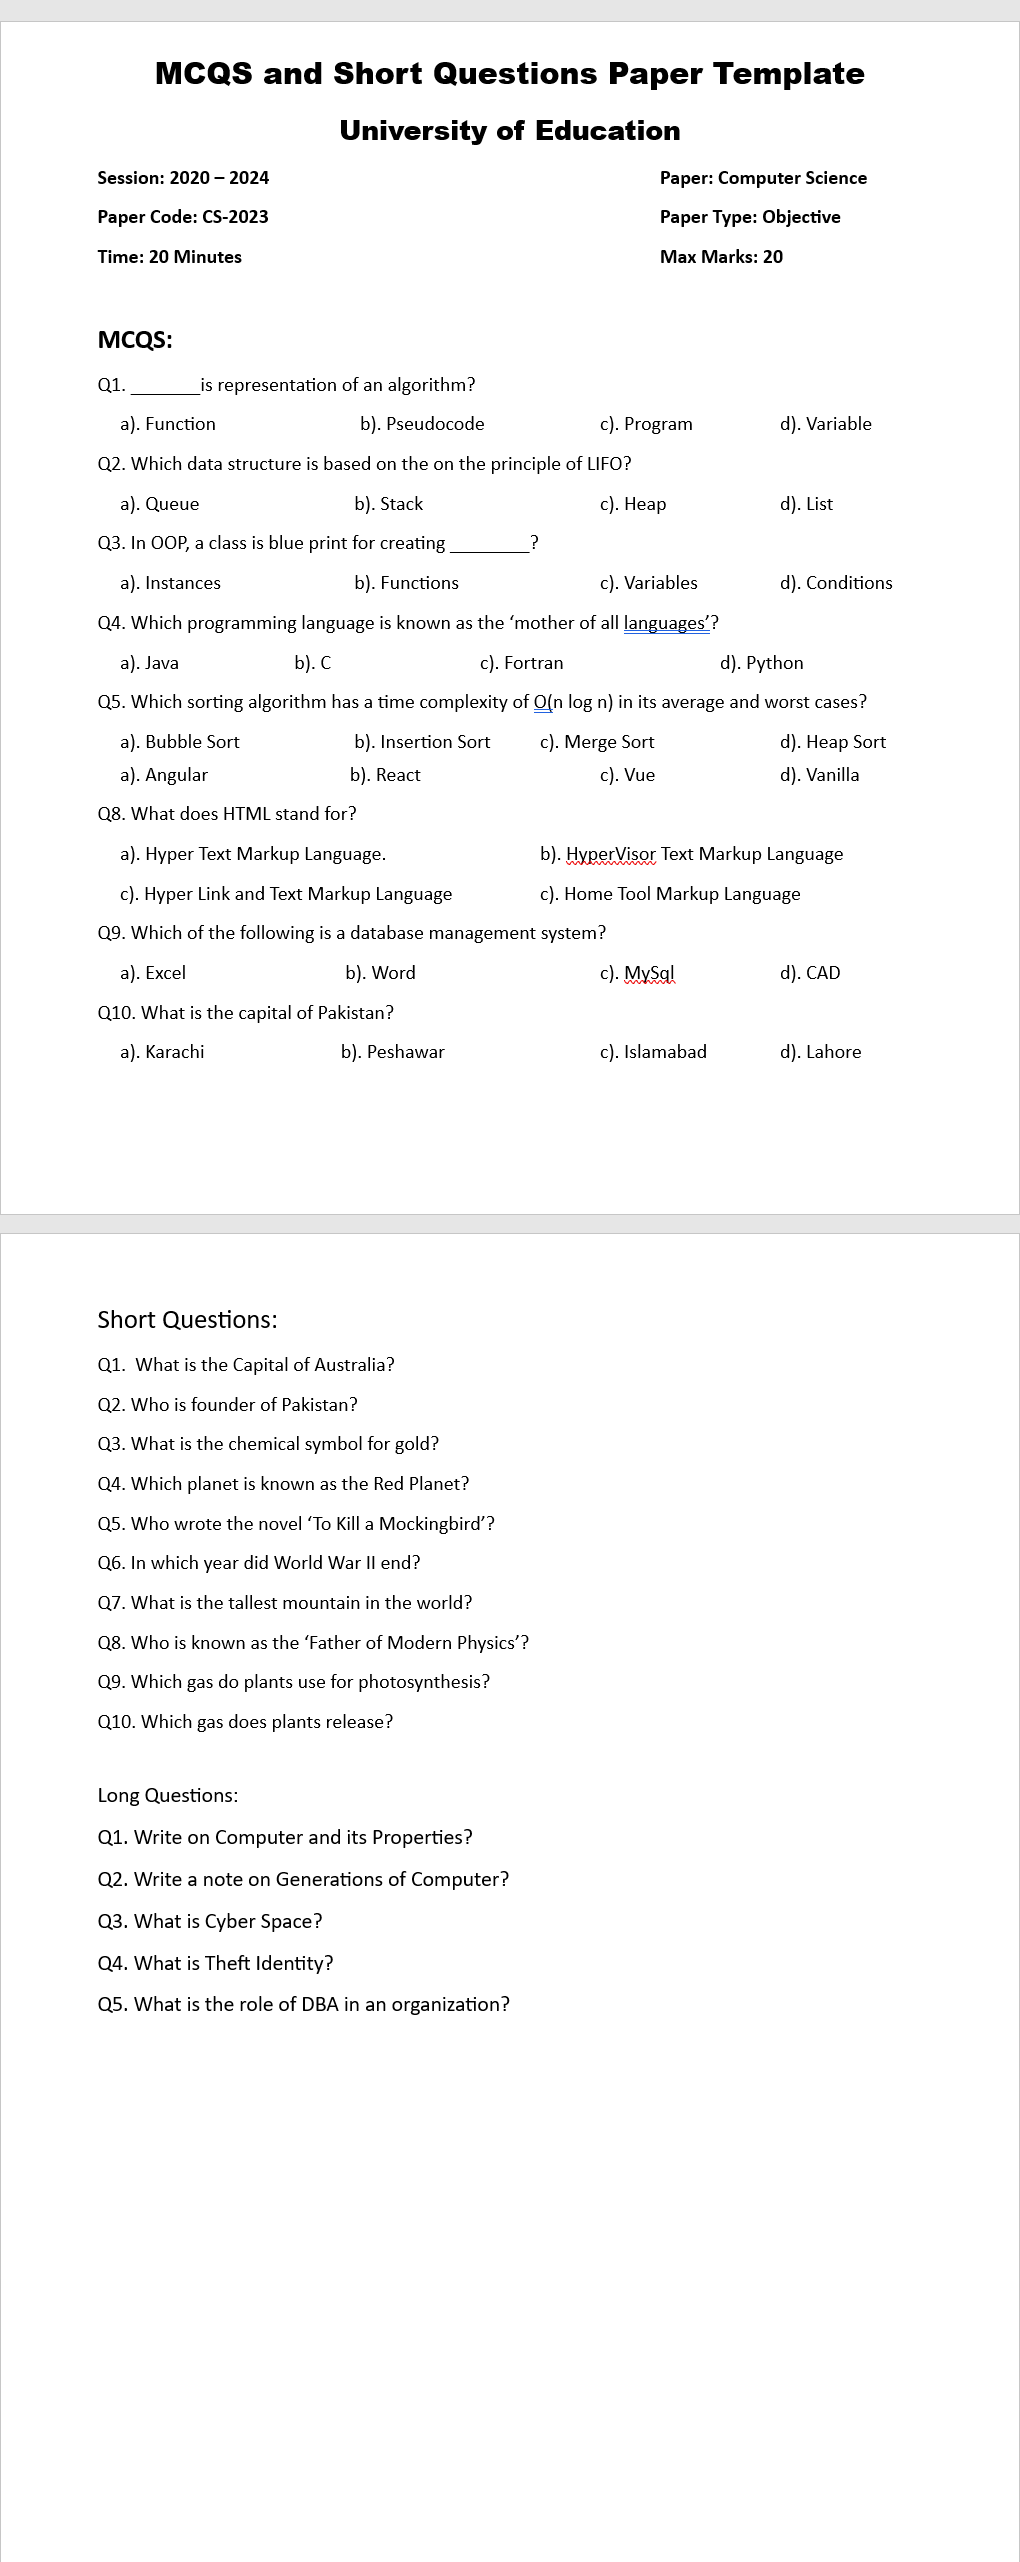 MCQS and Short Questions Paper Template
University of Education
Session: 2020 – 2024 Paper: Computer Science
Paper Code: CS-2023 Paper Type: Objective
Time: 20 Minutes Max Marks: 20
MCQS:
Q1. _______is representation of an algorithm?
a). Function b). Pseudocode c). Program d). Variable
Q2. Which data structure is based on the on the principle of LIFO?
a). Queue b). Stack c). Heap d). List
Q3. In OOP, a class is blue print for creating ________?
a). Instances b). Functions c). Variables d). Conditions
Q4. Which programming language is known as the ‘mother of all languages’?
a). Java b). C c). Fortran d). Python
Q5. Which sorting algorithm has a time complexity of O(n log n) in its average and worst cases?
a). Bubble Sort b). Insertion Sort c). Merge Sort d). Heap Sort
a). Angular b). React c). Vue d). Vanilla
Q8. What does HTML stand for?
a). Hyper Text Markup Language. b). HyperVisor Text Markup Language
c). Hyper Link and Text Markup Language c). Home Tool Markup Language
Q9. Which of the following is a database management system?
a). Excel b). Word c). MySql d). CAD
Q10. What is the capital of Pakistan?
a). Karachi b). Peshawar c). Islamabad d). Lahore
Short Questions:
Q1.  What is the Capital of Australia?
Q2. Who is founder of Pakistan?
Q3. What is the chemical symbol for gold?
Q4. Which planet is known as the Red Planet?
Q5. Who wrote the novel ‘To Kill a Mockingbird’?
Q6. In which year did World War II end?
Q7. What is the tallest mountain in the world?
Q8. Who is known as the ‘Father of Modern Physics’?
Q9. Which gas do plants use for photosynthesis?
Q10. Which gas does plants release?
Long Questions:
Q1. Write on Computer and its Properties?
Q2. Write a note on Generations of Computer?
Q3. What is Cyber Space?
Q4. What is Theft Identity?
Q5. What is the role of DBA in an organization?